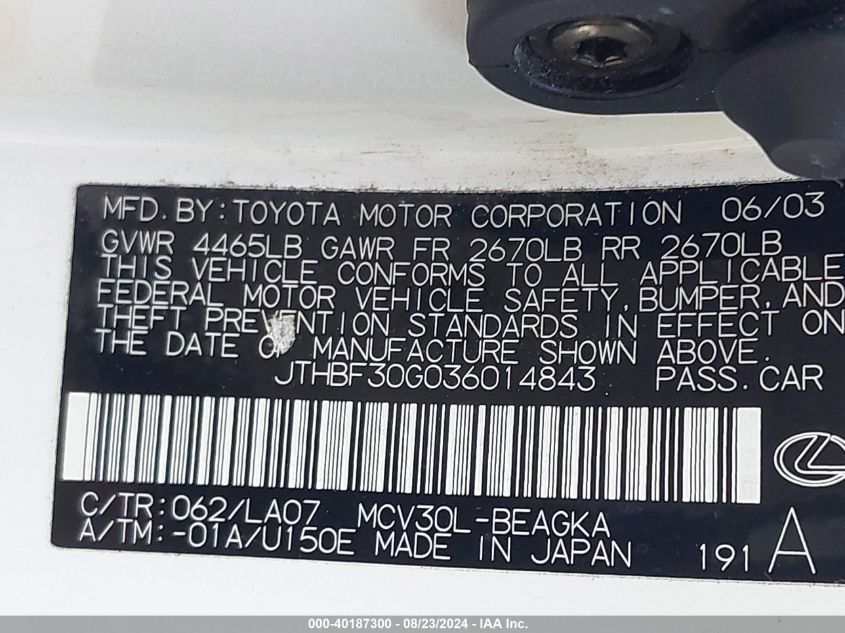 MFD. BY: TOYOTA MOTOR CORPORATION 06/03
GVWR 4465LB GAWR FR 2670LB RR 2670LB
THIS VEHICLE CONFORMS TO ALL APPLICABLE
FEDERAL MOTOR VEHICLE SAFETY, BUMPER, AND
THEFT PREVENTION STANDARDS IN EFFECT ON
THE DATE OF MANUFACTURE SHOWN ABOVE.
JTHBF30G036014843 PASS. CAR
C/TR: 062/LA07 MCV30L-BEAGKA
A/TM: -01A/U150E MADE IN JAPAN 191 A
000-40187300 - 08/23/2024 - IAA Inc.